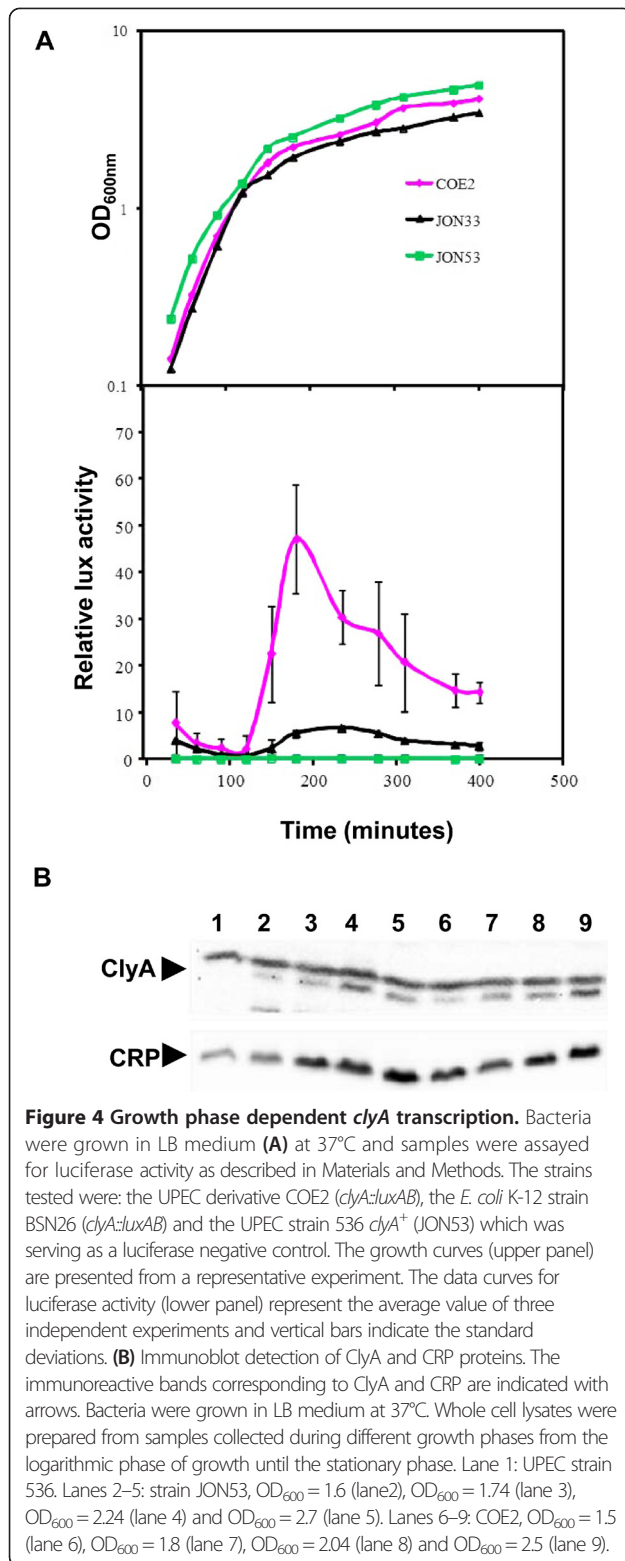 A
10
1
0.1
OD600nm
COE2
JON33
JON53
70
60
50
40
30
20
10
0
Relative lux activity
0 100 200 300 400 500
Time (minutes)
B
1 2 3 4 5 6 7 8 9
ClyA
CRP
Figure 4 Growth phase dependent clyA transcription. Bacteria
were grown in LB medium (A) at 37°C and samples were assayed
for luciferase activity as described in Materials and Methods. The strains
tested were: the UPEC derivative COE2 (clyA::luxAB), the E. coli K-12 strain
BSN26 (clyA::luxAB) and the UPEC strain 536 clyA+ (JON53) which was
serving as a luciferase negative control. The growth curves (upper panel)
are presented from a representative experiment. The data curves for
luciferase activity (lower panel) represent the average value of three
independent experiments and vertical bars indicate the standard
deviations. (B) Immunoblot detection of ClyA and CRP proteins. The
immunoreactive bands corresponding to ClyA and CRP are indicated with
arrows. Bacteria were grown in LB medium at 37°C. Whole cell lysates were
prepared from samples collected during different growth phases from the
logarithmic phase of growth until the stationary phase. Lane 1: UPEC strain
536. Lanes 2–5: strain JON53, OD600 = 1.6 (lane2), OD600 = 1.74 (lane 3),
OD600 = 2.24 (lane 4) and OD600 = 2.7 (lane 5). Lanes 6–9: COE2, OD600 = 1.5
(lane 6), OD600 = 1.8 (lane 7), OD600 = 2.04 (lane 8) and OD600 = 2.5 (lane 9).